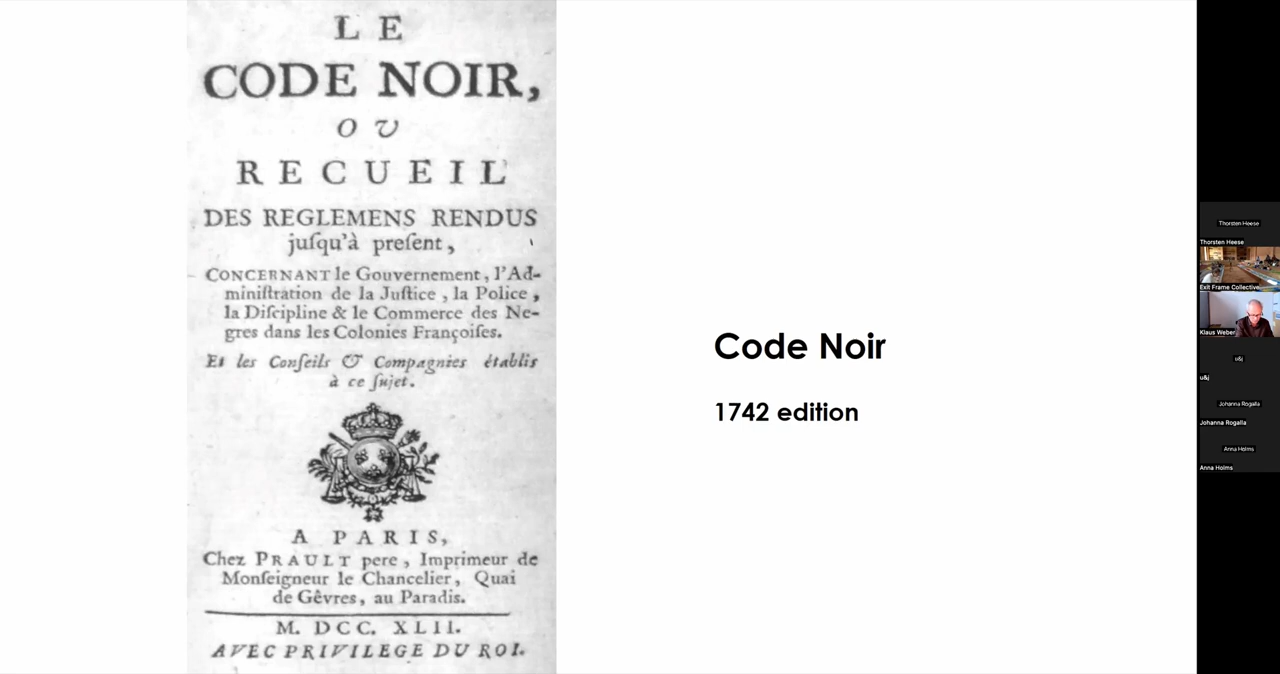 LE
CODE NOIR,
OU
RECUEIL
DES REGLEMENS RENDUS
juſqu'à preſent,
CONCERNANT le Gouvernement, l'Ad-
miniſtration de la Juſtice, la Police,
la Diſcipline & le Commerce des Ne-
gres dans les Colonies Françoiſes.
Et les Conſeils & Compagnies établis
à ce ſujet.
A PARIS,
Chez PRAULT pere, Imprimeur de
Monſeigneur le Chancelier, Quai
de Gêvres, au Paradis.
M. DCC. XLII.
AVEC PRIVILEGE DU ROI.
Code Noir
1742 edition
Thorsten Heese
Thorsten Heese
Exit Frame Collective
Klaus Weber
u&j
u&j
Johanna Rogalla
Johanna Rogalla
Anna Holms
Anna Holms